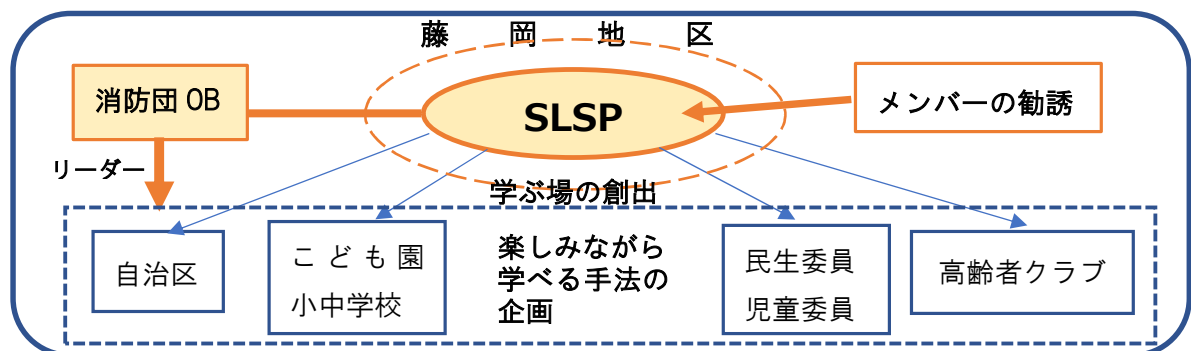 藤岡地区
消防団 OB
SLSP
メンバーの勧誘
リーダー
学ぶ場の創出
自治区
こども園
小中学校
楽しみながら
学べる手法の
企画
民生委員
児童委員
高齢者クラブ